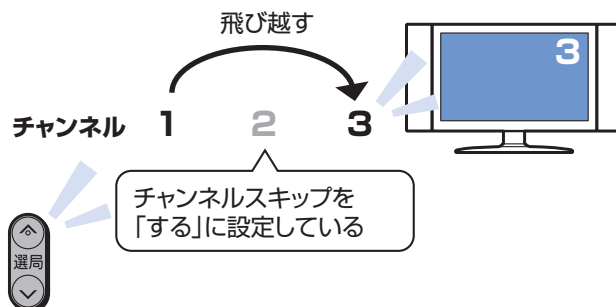 飛び越す
3
チャンネル 1 2 3
チャンネルスキップを
「する」に設定している
選局